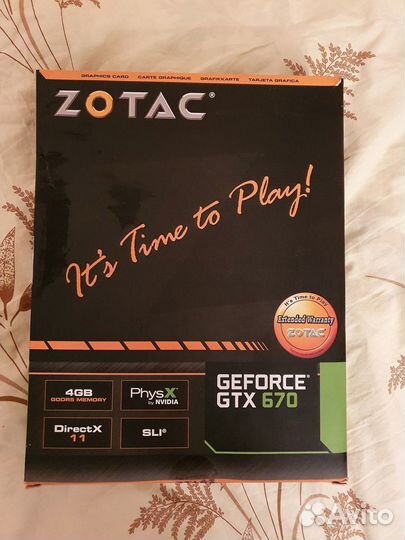 GRAPHICS CARD CARTE GRAPHIQUE GRAFIKKARTE TARJETA GRAFICA
ZOTAC®
It's Time to Play!
It's Time to Play
Extended Warranty
ZOTAC
4GB
GDDR5 MEMORY
PhysX
by NVIDIA
DirectX
11
SLI®
GEFORCE®
GTX 670
Avito